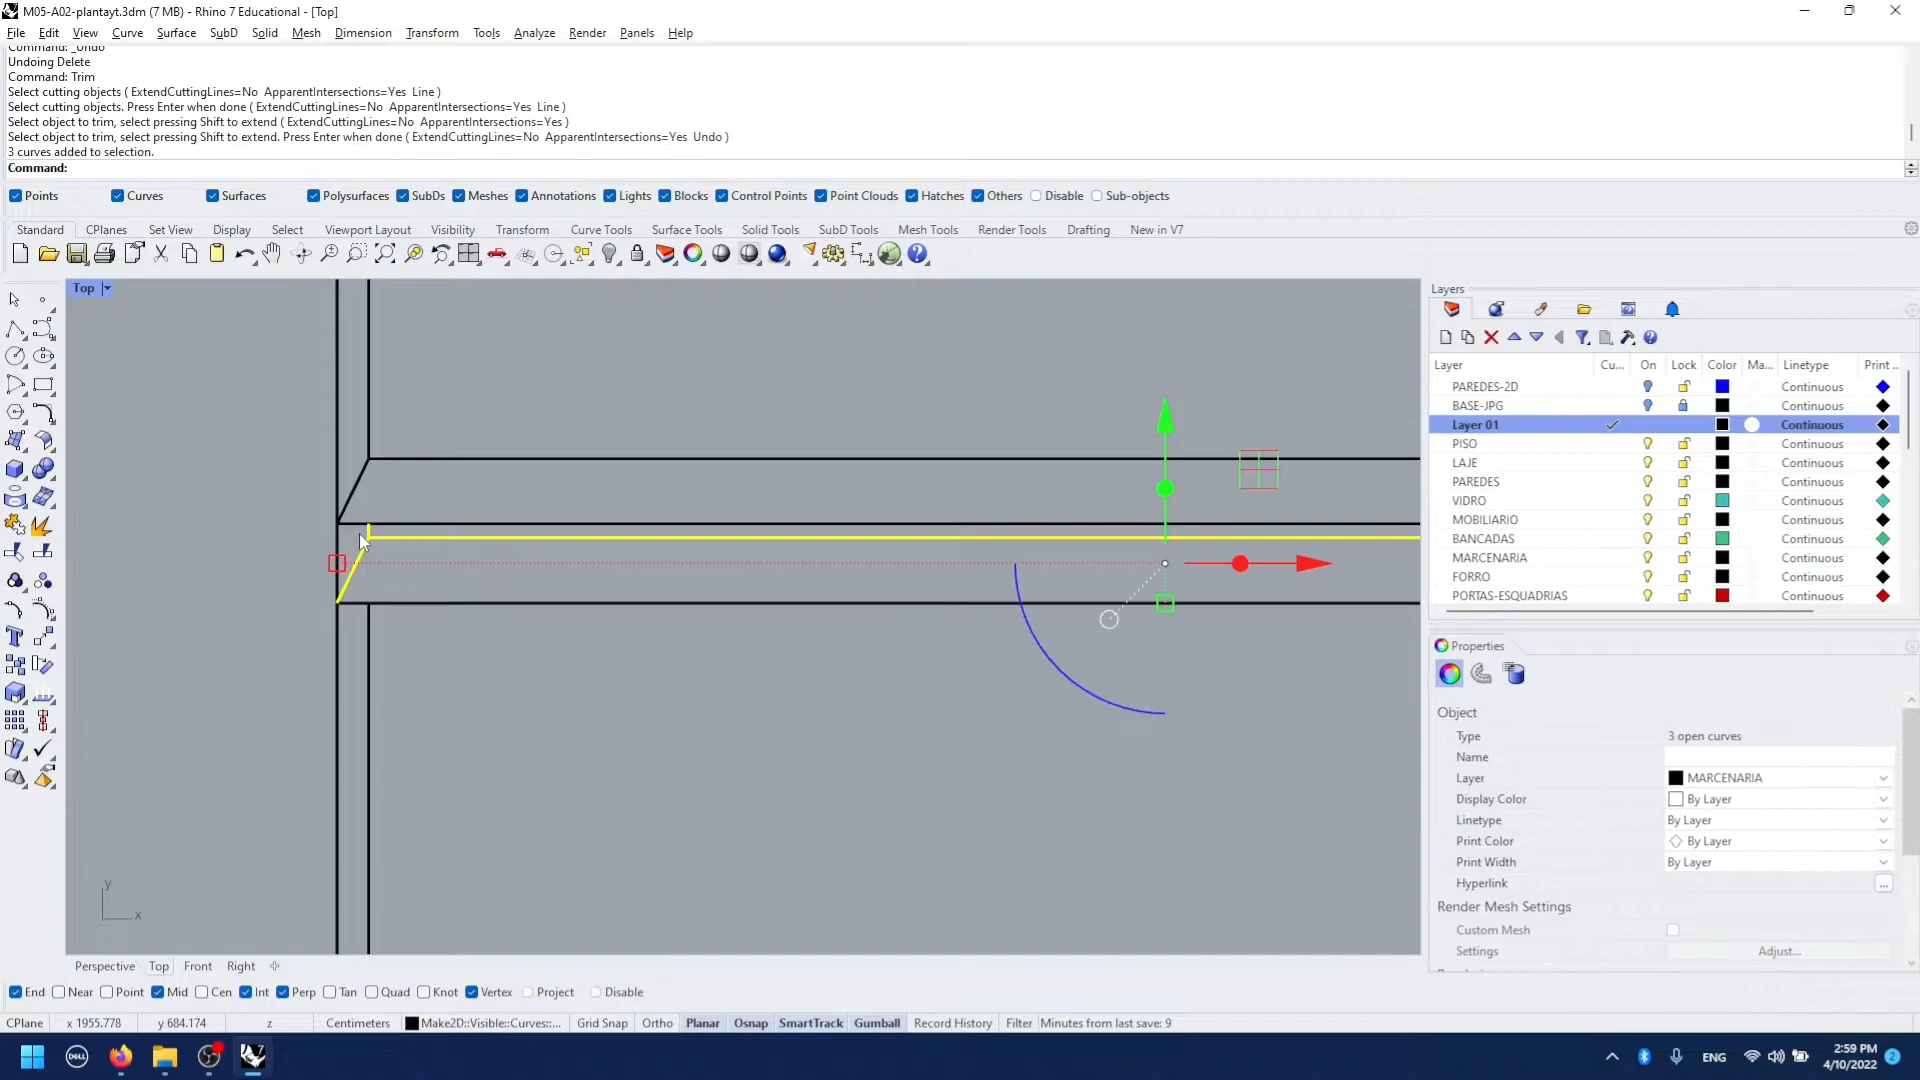 M05-A02-plantayt.3dm (7 MB) - Rhino 7 Educational - [Top]
File Edit View Curve Surface SubD Solid Mesh Dimension Transform Tools Analyze Render Panels Help
Command: _Undo
Undoing Delete
Command: Trim
Select cutting objects ( ExtendCuttingLines=No ApparentIntersections=Yes Line )
Select cutting objects. Press Enter when done ( ExtendCuttingLines=No ApparentIntersections=Yes Line )
Select object to trim, select pressing Shift to extend ( ExtendCuttingLines=No ApparentIntersections=Yes )
Select object to trim, select pressing Shift to extend. Press Enter when done ( ExtendCuttingLines=No ApparentIntersections=Yes Undo )
3 curves added to selection.
Command:
Points Curves Surfaces Polysurfaces SubDs Meshes Annotations Lights Blocks Control Points Point Clouds Hatches Others Disable Sub-objects
Standard CPlanes Set View Display Select Viewport Layout Visibility Transform Curve Tools Surface Tools Solid Tools SubD Tools Mesh Tools Render Tools Drafting New in V7
Top
Layers
Layer Cu... On Lock Color Ma... Linetype Print ..
PAREDES-2D Continuous
BASE-JPG Continuous
Layer 01 Continuous
PISO Continuous
LAJE Continuous
PAREDES Continuous
VIDRO Continuous
MOBILIARIO Continuous
BANCADAS Continuous
MARCENARIA Continuous
FORRO Continuous
PORTAS-ESQUADRIAS Continuous
Properties
Object
Type 3 open curves
Name
Layer MARCENARIA
Display Color By Layer
Linetype By Layer
Print Color By Layer
Print Width By Layer
Hyperlink ...
Render Mesh Settings
Custom Mesh
Settings Adjust...
y
x
Perspective Top Front Right
End Near Point Mid Cen Int Perp Tan Quad Knot Vertex Project Disable
CPlane x 1955.778 y 684.174 z Centimeters Make2D::Visible::Curves::... Grid Snap Ortho Planar Osnap SmartTrack Gumball Record History Filter Minutes from last save: 9
DELL
7
ENG
2:59 PM
4/10/2022
2